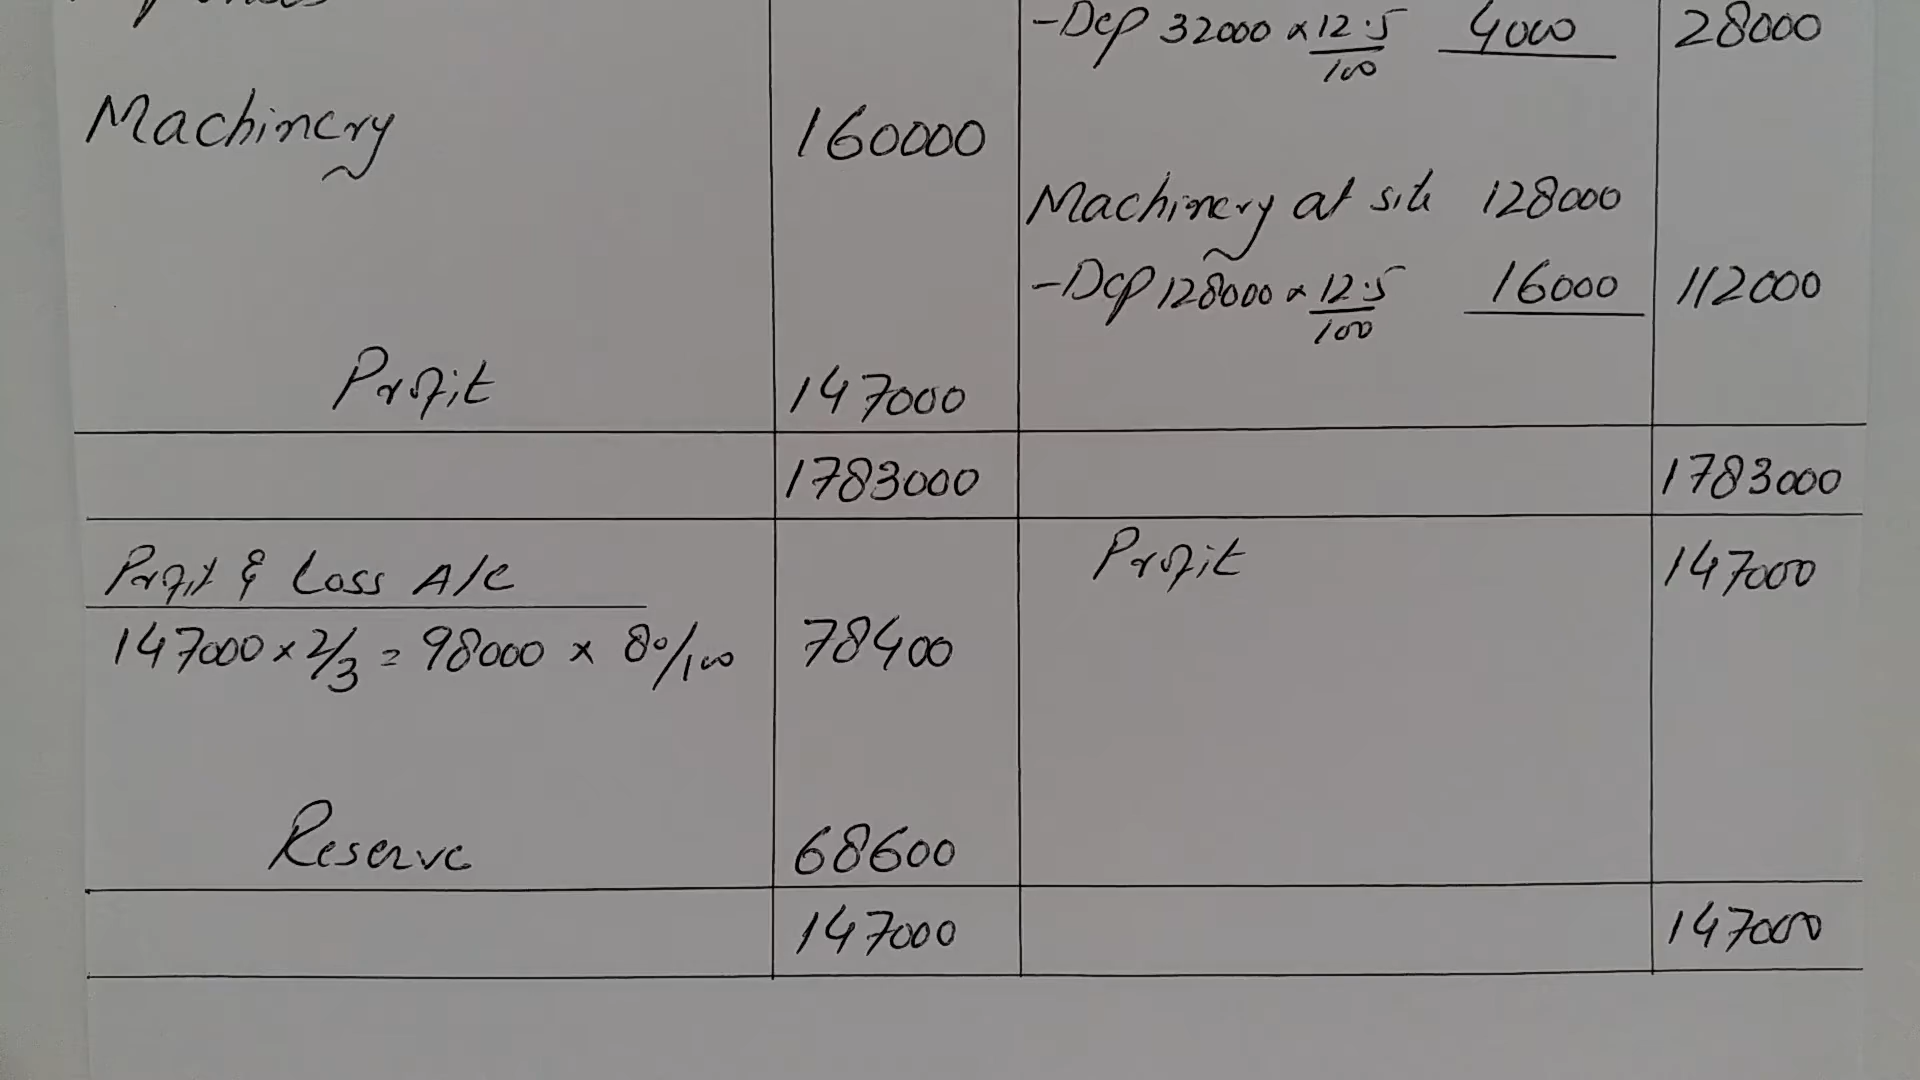 -Dep 32000 x 12.5/100 4000 28000
Machinery 160000
Machinery at site 128000
-Dep 128000 x 12.5/100 16000 112000
Profit 147000
1783000 1783000
Profit & Loss A/C Profit 147000
147000 x 2/3 = 98000 x 80/100 78400
Reserve 68600
147000 147000